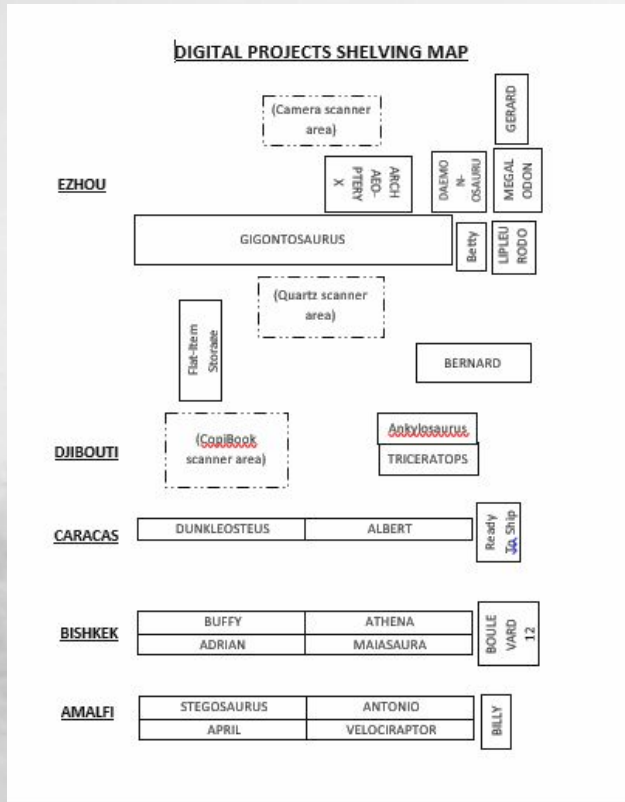 DIGITAL PROJECTS SHELVING MAP
(Camera scanner
area)
GERARD
EZHOU
ARCH
AEO-
PTERY
X
DAEMO
N-
OSAURU
MEGAL
ODON
GIGONTOSAURUS
Betty
LIPLEU
RODO
(Quartz scanner
area)
Flat-Item
Storage
BERNARD
DJIBOUTI
(CopiBook
scanner area)
Ankylosaurus
TRICERATOPS
CARACAS
DUNKLEOSTEUS
ALBERT
Ready
To Ship
BISHKEK
BUFFY
ATHENA
ADRIAN
MAIASAURA
BOULE
VARD
12
AMALFI
STEGOSAURUS
ANTONIO
APRIL
VELOCIRAPTOR
BILLY